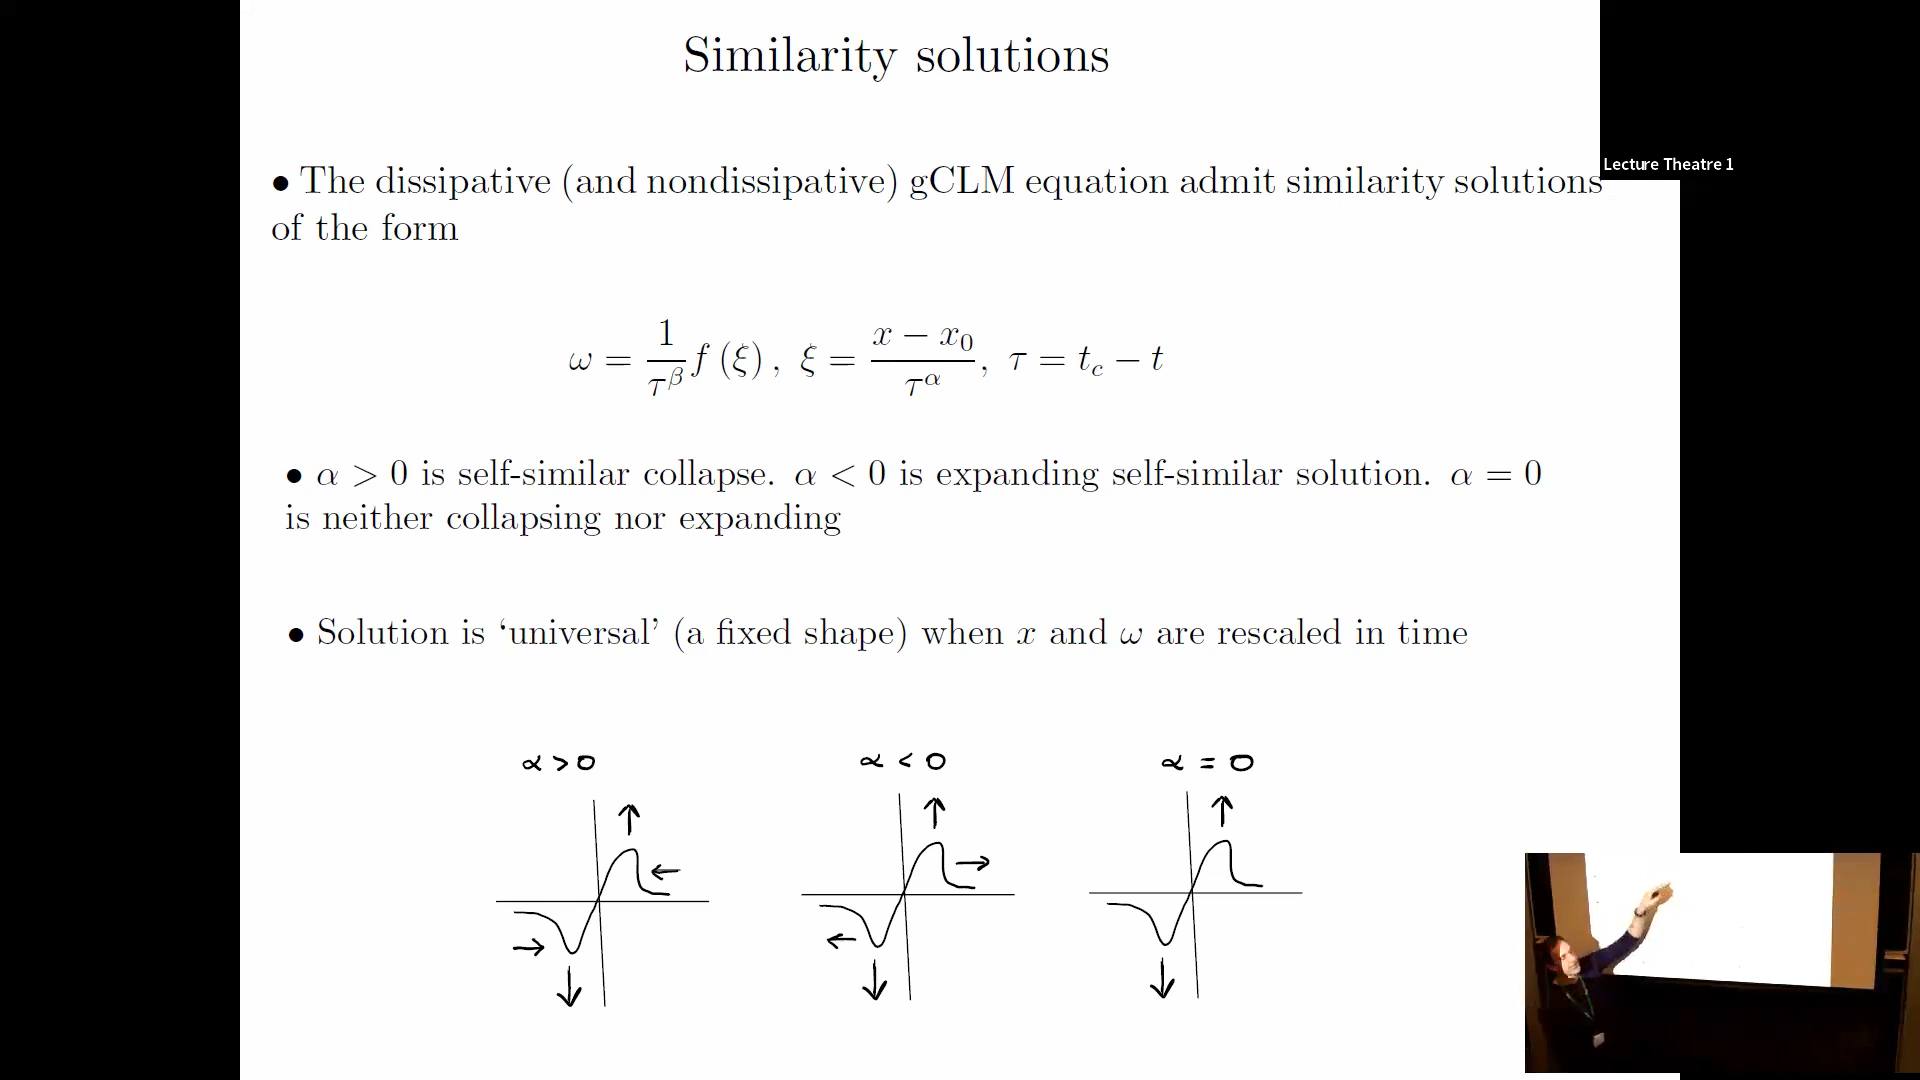 Similarity solutions
Lecture Theatre 1
• The dissipative (and nondissipative) gCLM equation admit similarity solutions
of the form
ω = 1/τ^β f (ξ) , ξ = (x − x₀)/τ^α , τ = t_c − t
• α > 0 is self-similar collapse. α < 0 is expanding self-similar solution. α = 0
is neither collapsing nor expanding
• Solution is ‘universal’ (a fixed shape) when x and ω are rescaled in time
α > 0 α < 0 α = 0